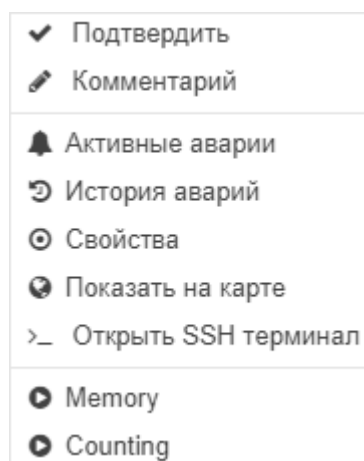 Подтвердить
Комментарий
Активные аварии
История аварий
Свойства
Показать на карте
Открыть SSH терминал
Memory
Counting